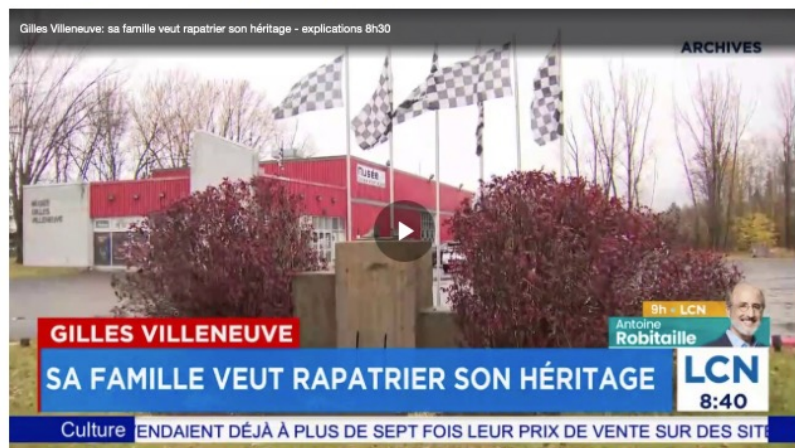 Gilles Villeneuve: sa famille veut rapatrier son héritage - explications 8h30
ARCHIVES
MUSÉE
MUSÉE
GILLES
VILLENEUVE
9h - LCN
Antoine
Robitaille
GILLES VILLENEUVE
SA FAMILLE VEUT RAPATRIER SON HÉRITAGE
LCN
8:40
Culture
VENDAIENT DÉJÀ À PLUS DE SEPT FOIS LEUR PRIX DE VENTE SUR DES SITE